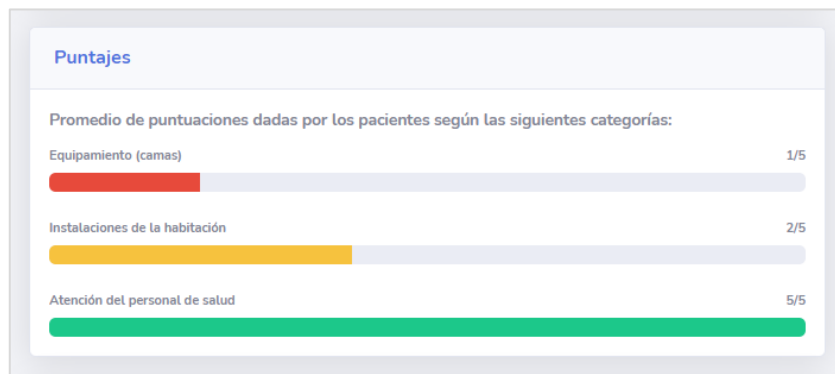 Puntajes
Promedio de puntuaciones dadas por los pacientes según las siguientes categorías:
Equipamiento (camas) 1/5
Instalaciones de la habitación 2/5
Atención del personal de salud 5/5